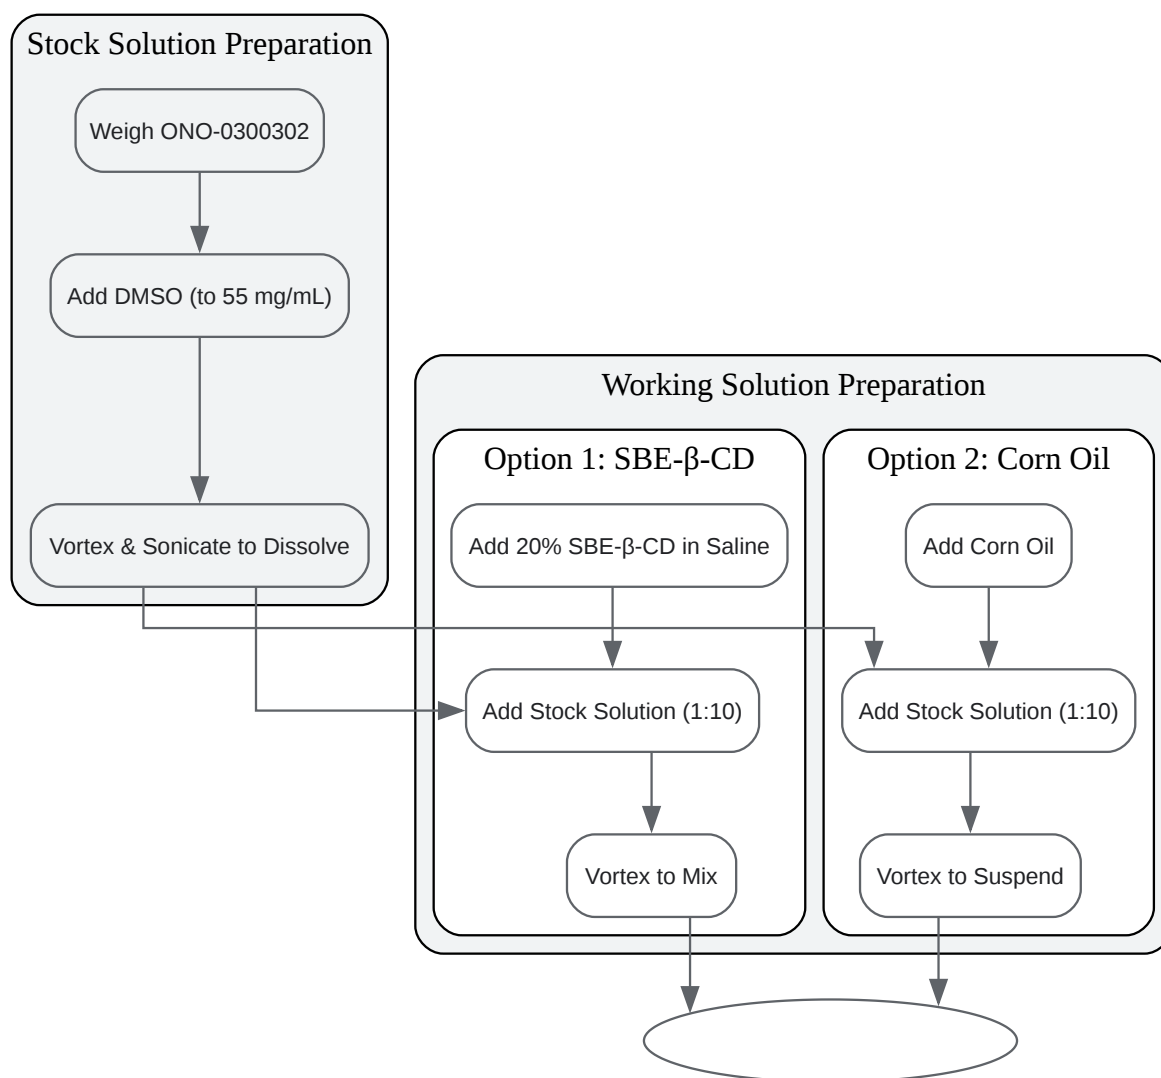 Stock Solution Preparation
Weigh ONO-0300302
Add DMSO (to 55 mg/mL)
Vortex & Sonicate to Dissolve
Working Solution Preparation
Option 1: SBE-β-CD
Add 20% SBE-β-CD in Saline
Add Stock Solution (1:10)
Vortex to Mix
Option 2: Corn Oil
Add Corn Oil
Add Stock Solution (1:10)
Vortex to Suspend